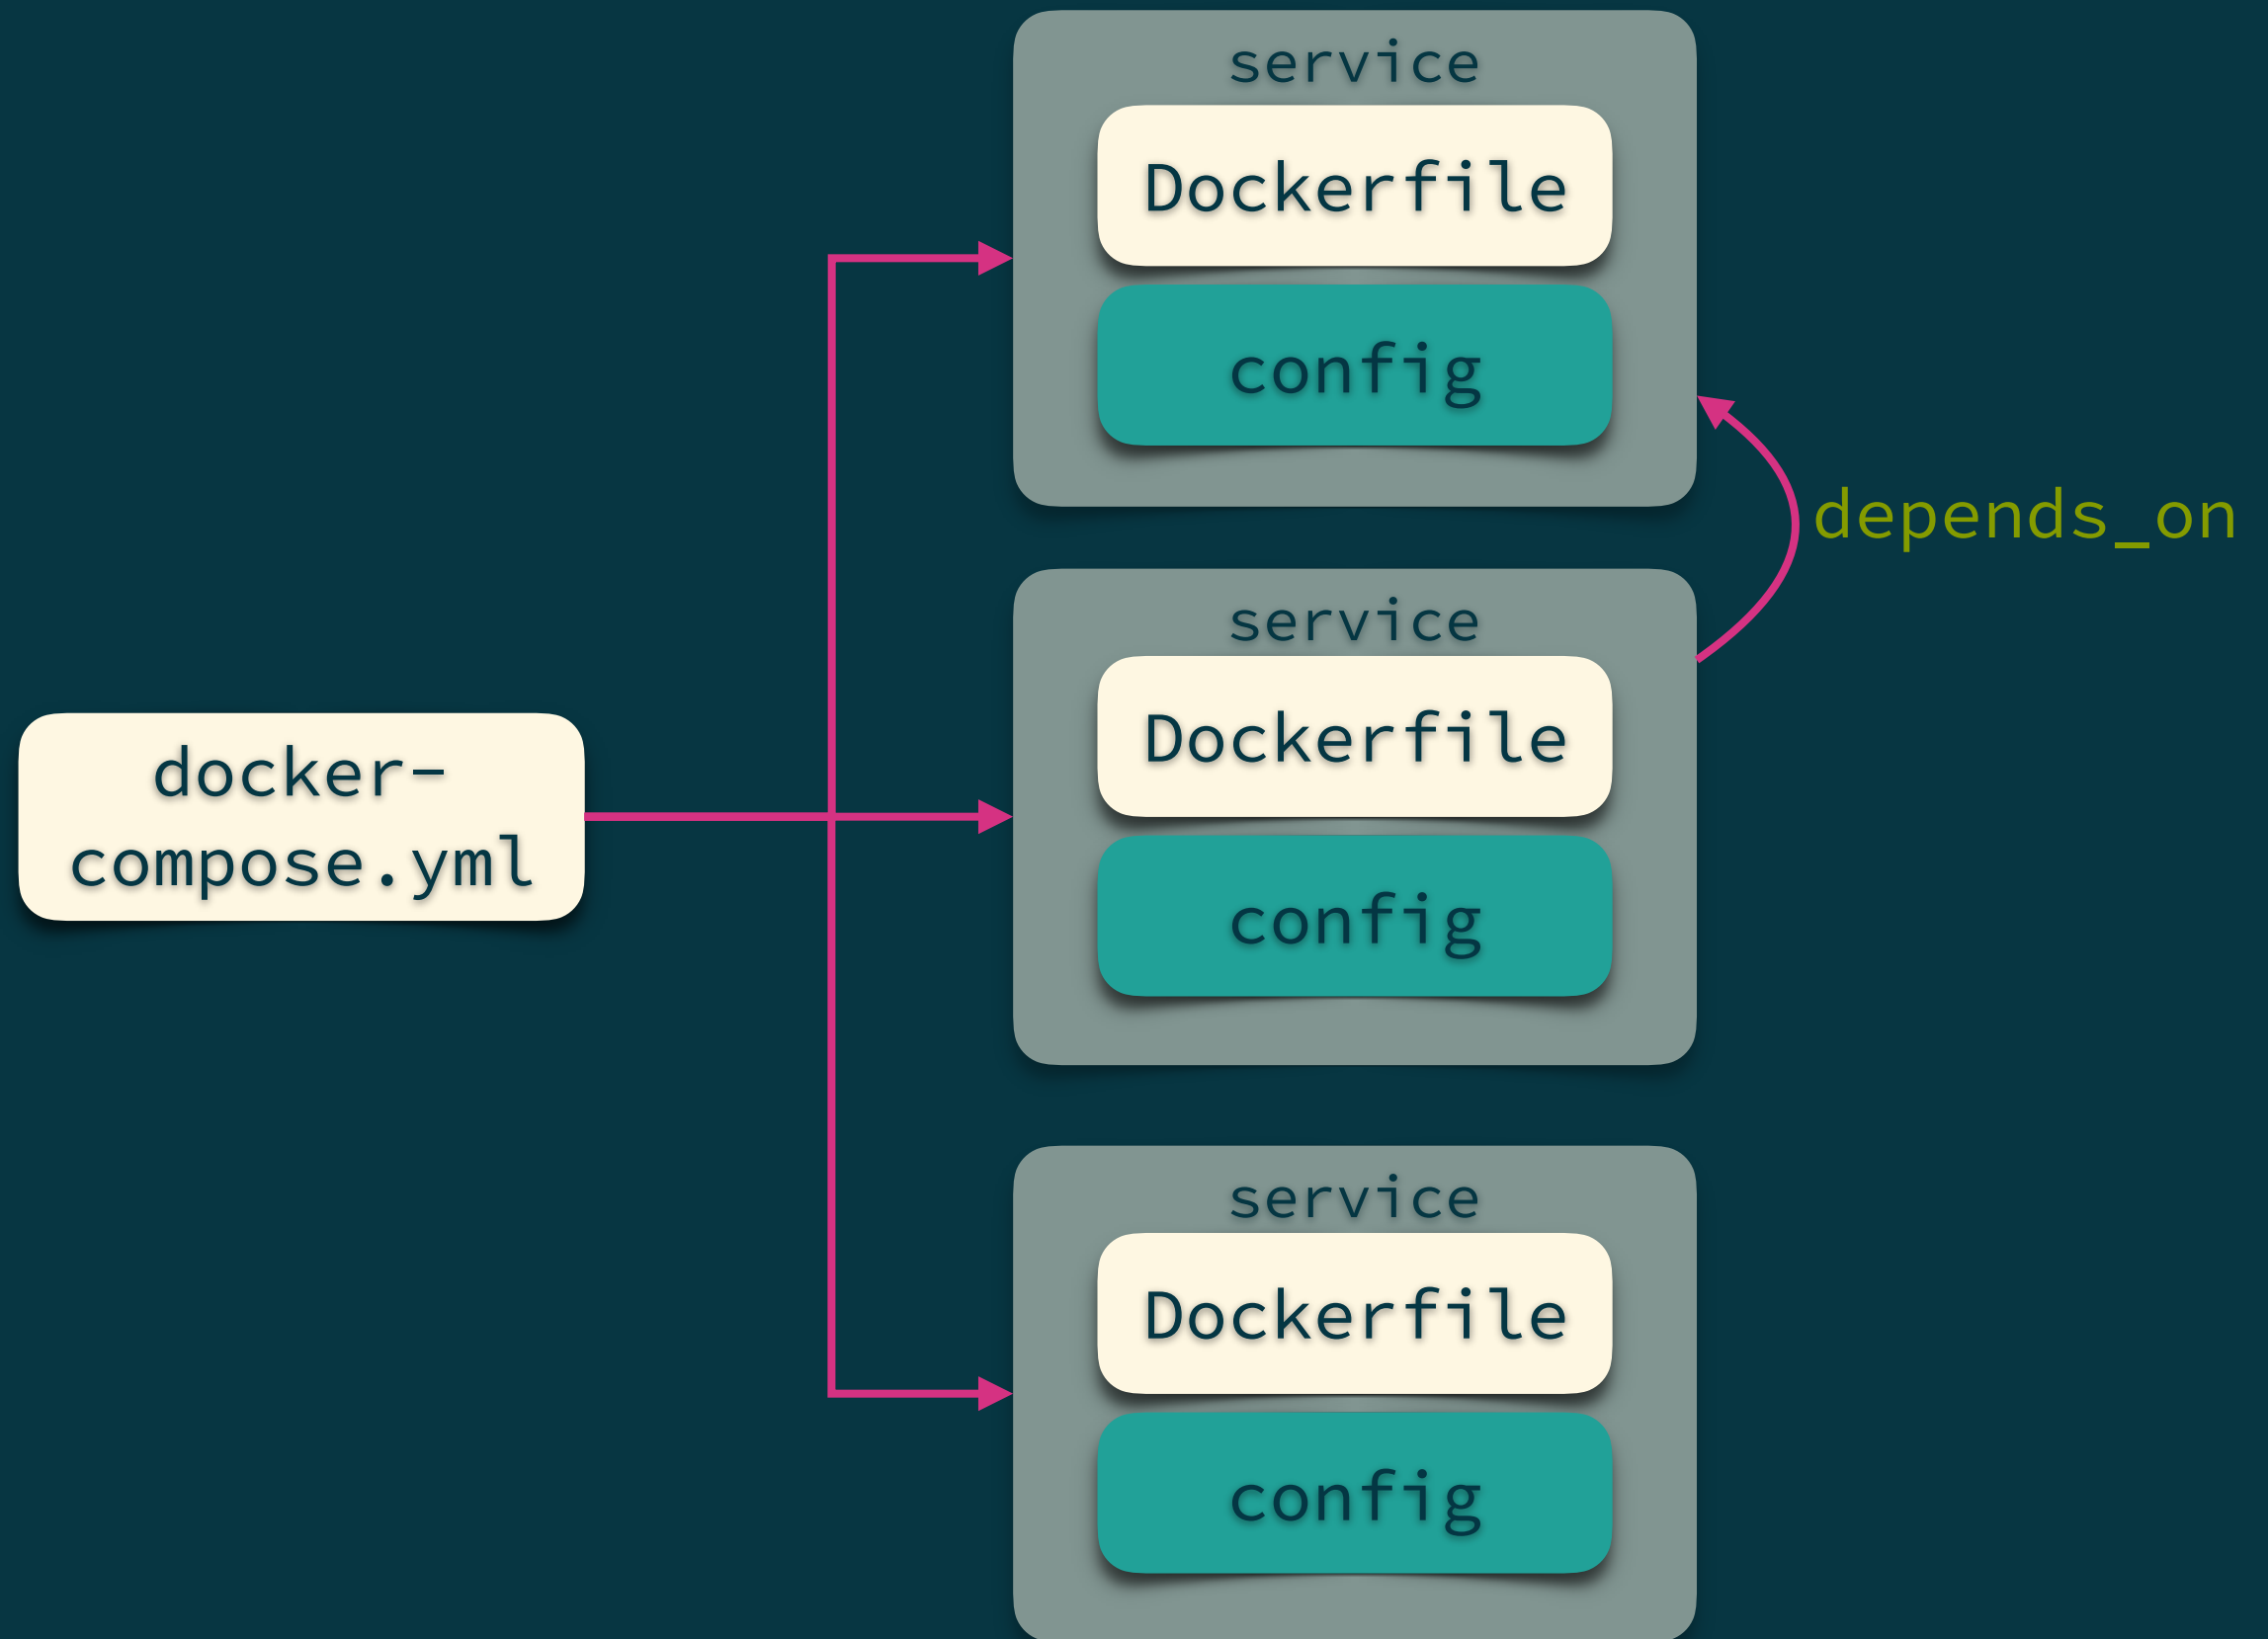 service
Dockerfile
config
depends_on
service
Dockerfile
config
docker-
compose.yml
service
Dockerfile
config